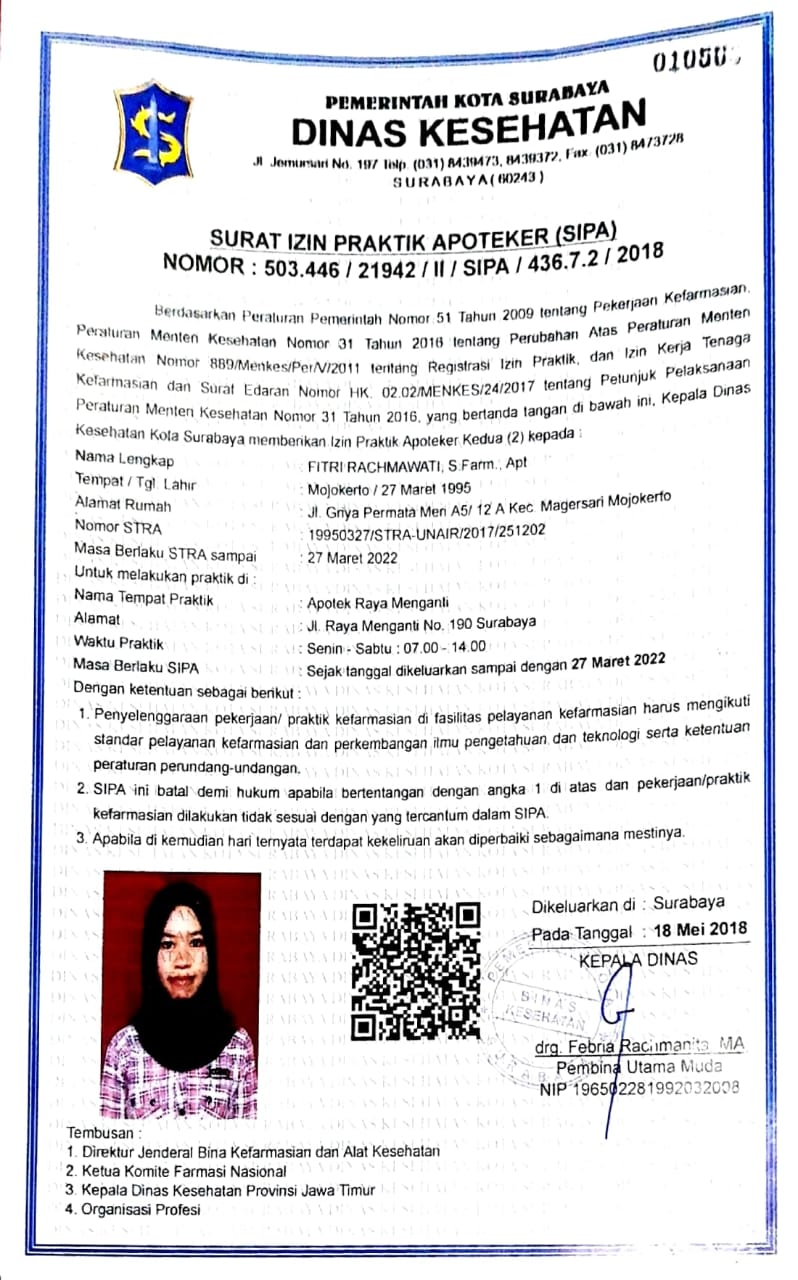 01050
PEMERINTAH KOTA SURABAYA
DINAS KESEHATAN
Jl. Jemursari No. 197 Telp. (031) 8439473, 8439372, Fax. (031) 8473728
SURABAYA ( 60243 )
SURAT IZIN PRAKTIK APOTEKER (SIPA)
NOMOR : 503.446 / 21942 / II / SIPA / 436.7.2 / 2018
Berdasarkan Peraturan Pemerintah Nomor 51 Tahun 2009 tentang Pekerjaan Kefarmasian,
Peraturan Menteri Kesehatan Nomor 31 Tahun 2016 tentang Perubahan Atas Peraturan Menteri
Kesehatan Nomor 889/Menkes/Per/V/2011 tentang Registrasi Izin Praktik, dan Izin Kerja Tenaga
Kefarmasian dan Surat Edaran Nomor HK. 02.02/MENKES/24/2017 tentang Petunjuk Pelaksanaan
Peraturan Menteri Kesehatan Nomor 31 Tahun 2016, yang bertanda tangan di bawah ini, Kepala Dinas
Kesehatan Kota Surabaya memberikan Izin Praktik Apoteker Kedua (2) kepada :
Nama Lengkap : FITRI RACHMAWATI, S.Farm., Apt
Tempat / Tgl. Lahir : Mojokerto / 27 Maret 1995
Alamat Rumah : Jl. Griya Permata Meri A5/ 12 A Kec. Magersari Mojokerto
Nomor STRA : 19950327/STRA-UNAIR/2017/251202
Masa Berlaku STRA sampai : 27 Maret 2022
Untuk melakukan praktik di :
Nama Tempat Praktik : Apotek Raya Menganti
Alamat : Jl. Raya Menganti No. 190 Surabaya
Waktu Praktik : Senin - Sabtu : 07.00 - 14.00
Masa Berlaku SIPA : Sejak tanggal dikeluarkan sampai dengan 27 Maret 2022
Dengan ketentuan sebagai berikut :
1. Penyelenggaraan pekerjaan/ praktik kefarmasian di fasilitas pelayanan kefarmasian harus mengikuti
standar pelayanan kefarmasian dan perkembangan ilmu pengetahuan dan teknologi serta ketentuan
peraturan perundang-undangan.
2. SIPA ini batal demi hukum apabila bertentangan dengan angka 1 di atas dan pekerjaan/praktik
kefarmasian dilakukan tidak sesuai dengan yang tercantum dalam SIPA.
3. Apabila di kemudian hari ternyata terdapat kekeliruan akan diperbaiki sebagaimana mestinya.
Dikeluarkan di : Surabaya
Pada Tanggal : 18 Mei 2018
KEPALA DINAS
DINAS
KESEHATAN
drg. Febria Rachmanita MA
Pembina Utama Muda
NIP 196502281992032008
Tembusan :
1. Direktur Jenderal Bina Kefarmasian dan Alat Kesehatan
2. Ketua Komite Farmasi Nasional
3. Kepala Dinas Kesehatan Provinsi Jawa Timur
4. Organisasi Profesi